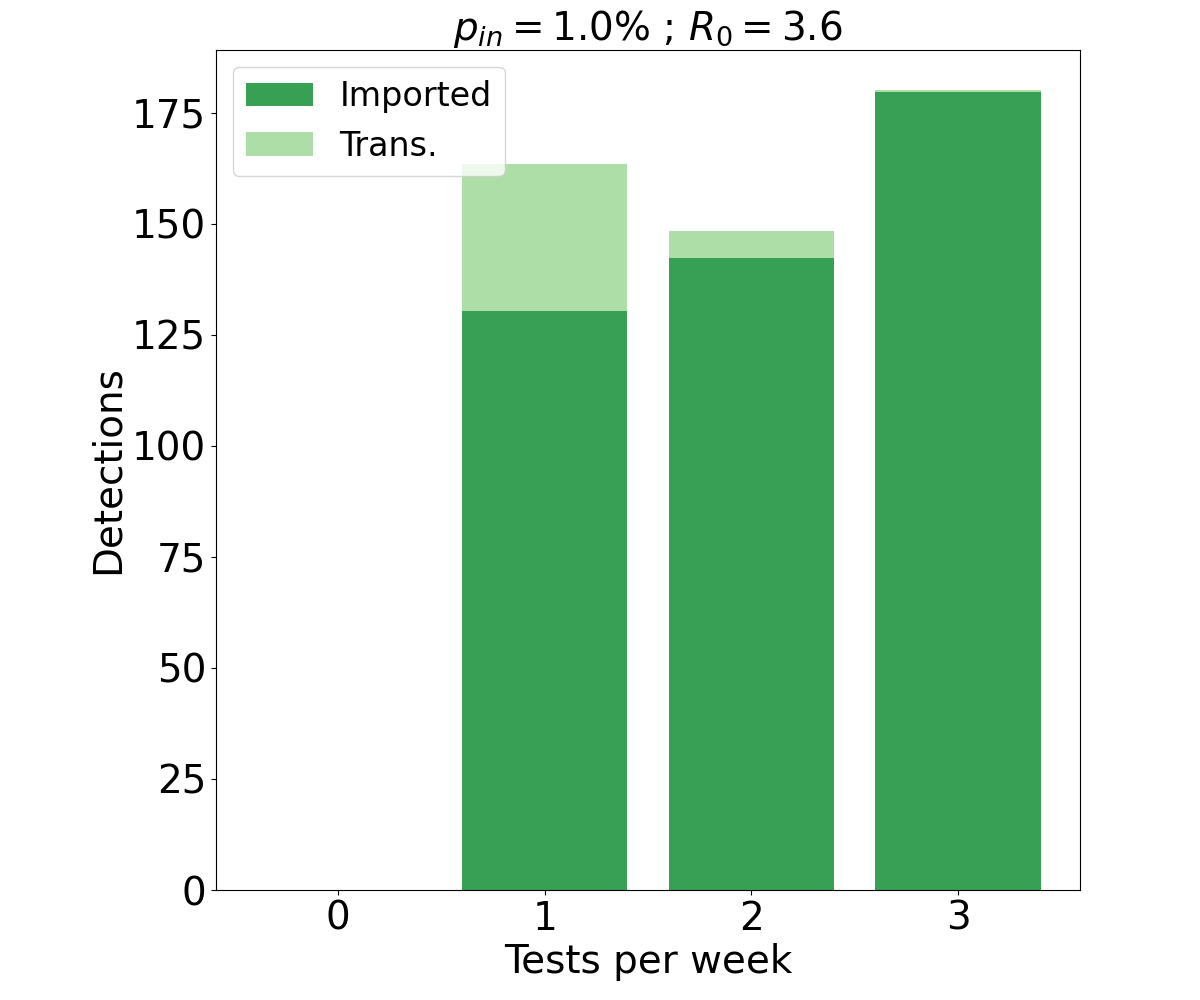 p_in = 1.0% ; R_0 = 3.6
Imported
Trans.
175
150
125
100
75
50
25
0
Detections
0 1 2 3
Tests per week